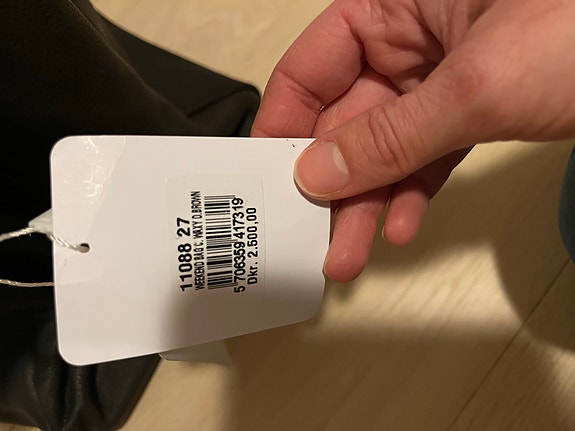 11088 27
WEEKEND BAG C. WAXY D.BROWN
5 706359 417319
Dkr. 2.500,00